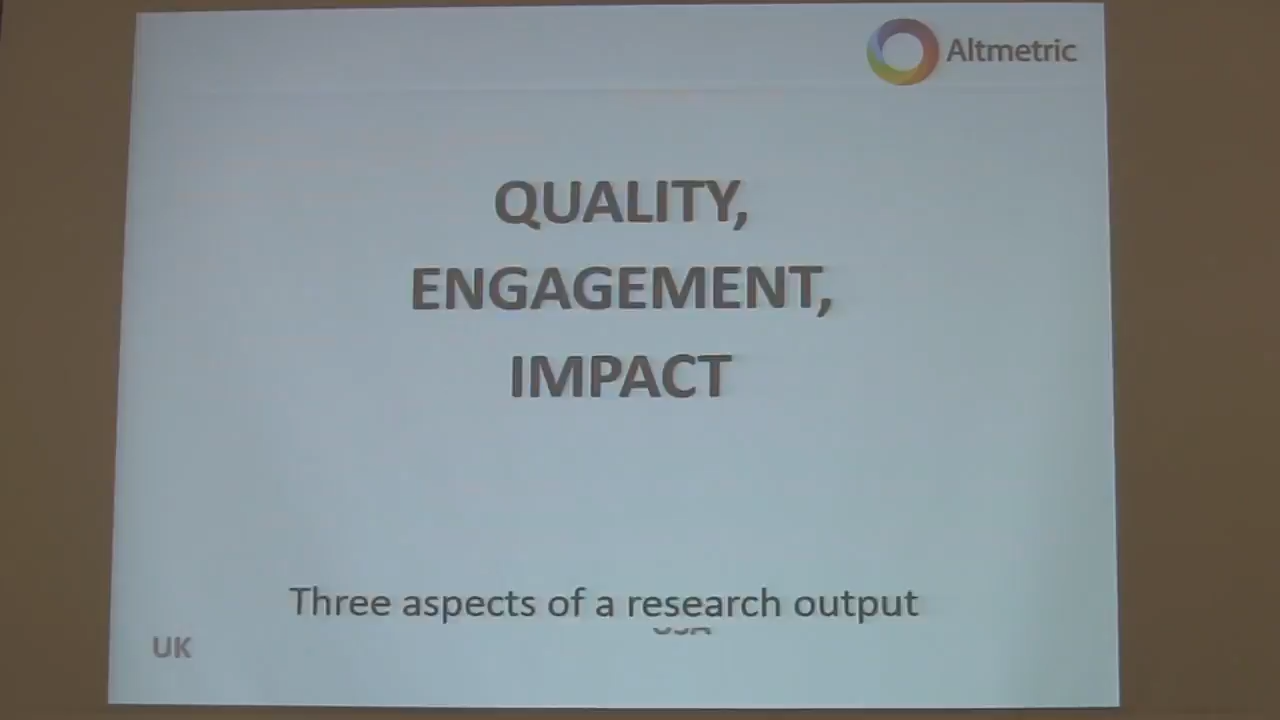 Altmetric
QUALITY,
ENGAGEMENT,
IMPACT
Three aspects of a research output
UK